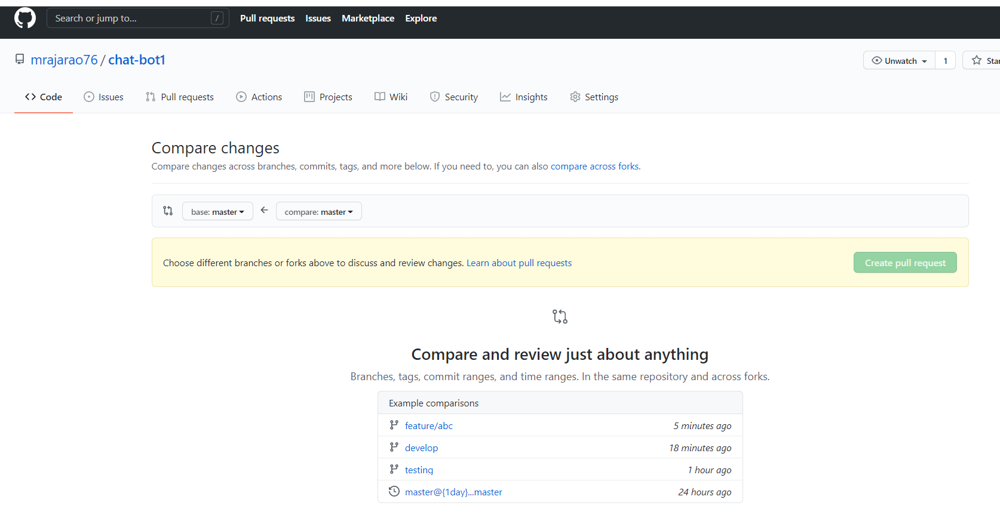 Search or jump to... / Pull requests Issues Marketplace Explore
mrajarao76 / chat-bot1 Unwatch 1
Code Issues Pull requests Actions Projects Wiki Security Insights Settings
Compare changes
Compare changes across branches, commits, tags, and more below. If you need to, you can also compare across forks.
base: master compare: master
Choose different branches or forks above to discuss and review changes. Learn about pull requests Create pull request
Compare and review just about anything
Branches, tags, commit ranges, and time ranges. In the same repository and across forks.
Example comparisons
feature/abc 5 minutes ago
develop 18 minutes ago
testing 1 hour ago
master@{1day}...master 24 hours ago